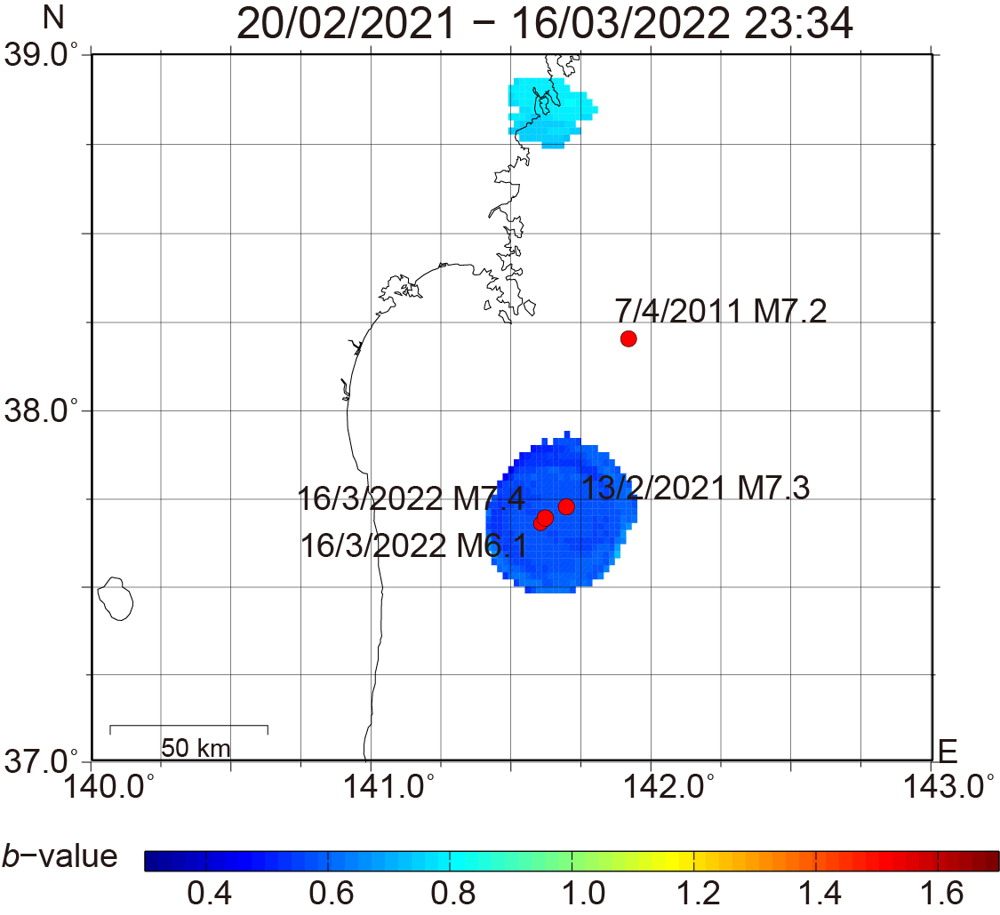 N
20/02/2021 − 16/03/2022 23:34
39.0°
7/4/2011 M7.2
38.0°
13/2/2021 M7.3
16/3/2022 M7.4
16/3/2022 M6.1
50 km
37.0°
E
140.0° 141.0° 142.0° 143.0°
b−value
0.4 0.6 0.8 1.0 1.2 1.4 1.6